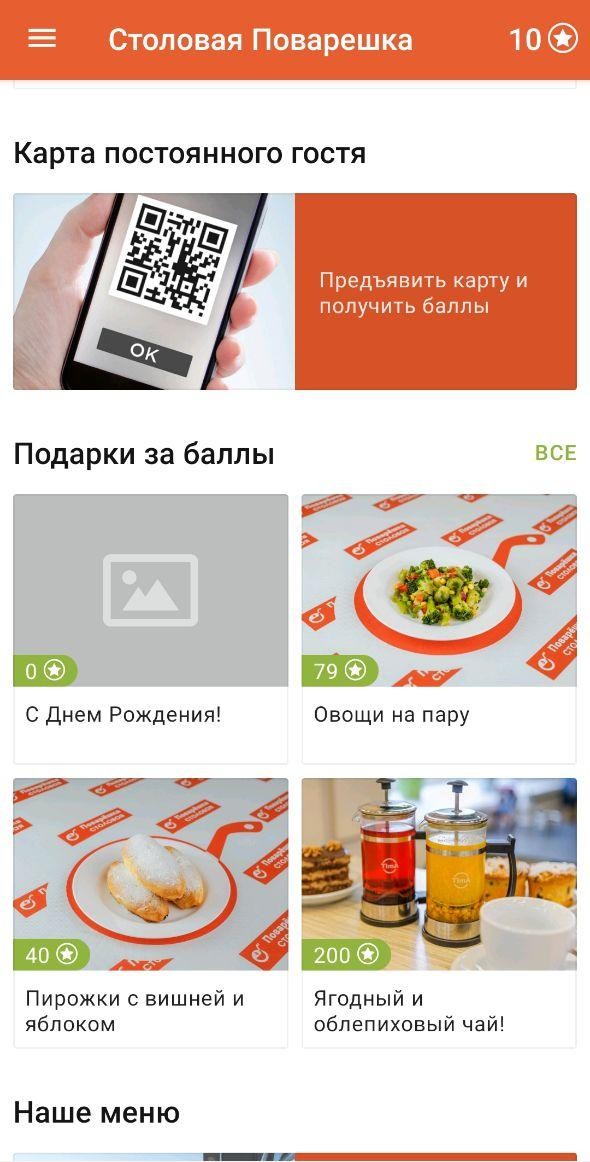 Столовая Поварешка
10
Карта постоянного гостя
OK
Предъявить карту и
получить баллы
Подарки за баллы
ВСЕ
0
79
С Днем Рождения!
Овощи на пару
40
200
Пирожки с вишней и
яблоком
Ягодный и
облепиховый чай!
Наше меню